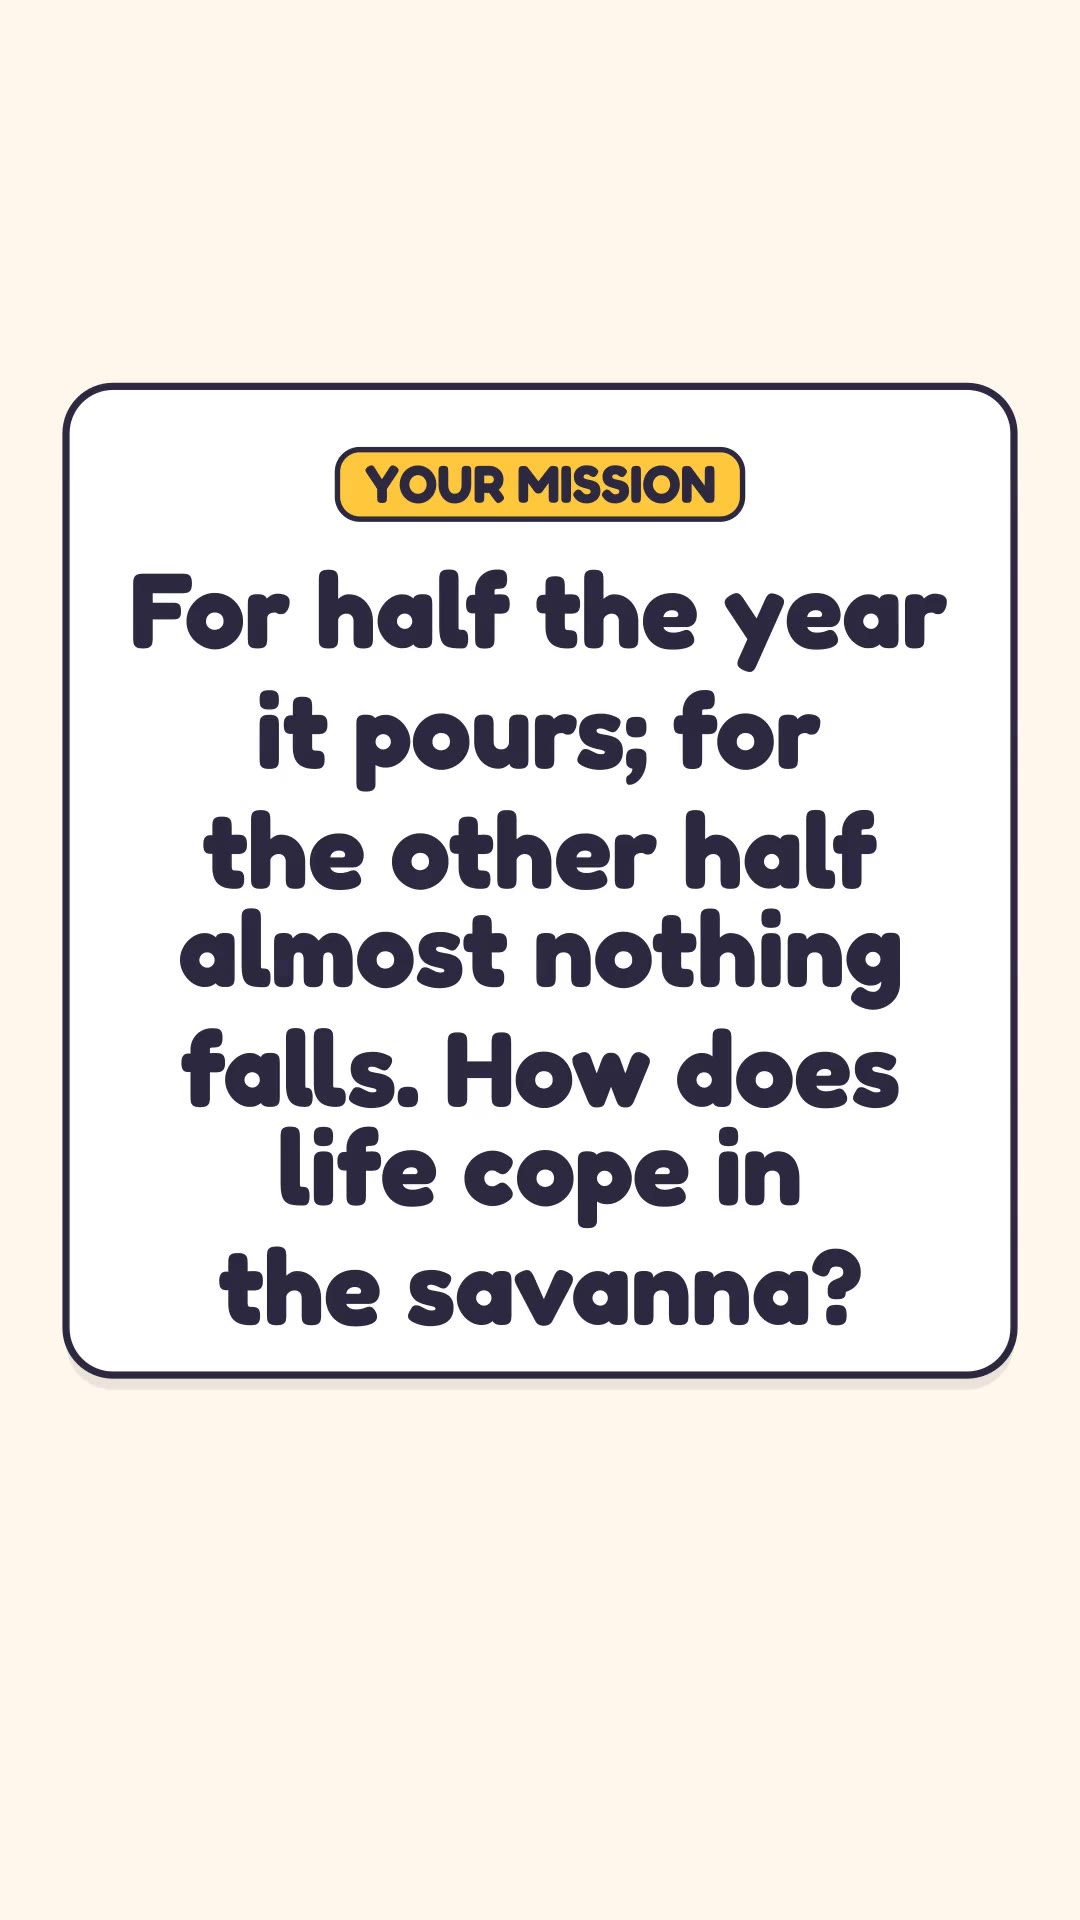 YOUR MISSION
For half the year
it pours; for
the other half
almost nothing
falls. How does
life cope in
the savanna?